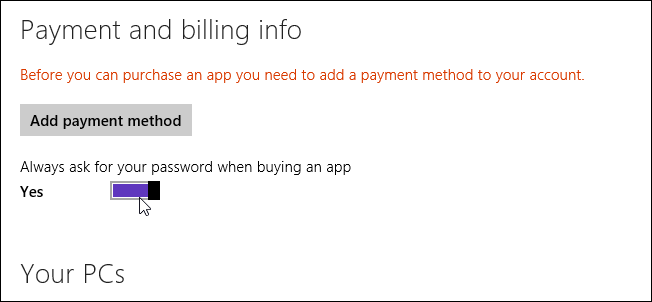 Payment and billing info
Before you can purchase an app you need to add a payment method to your account.
Add payment method
Always ask for your password when buying an app
Yes
Your PCs